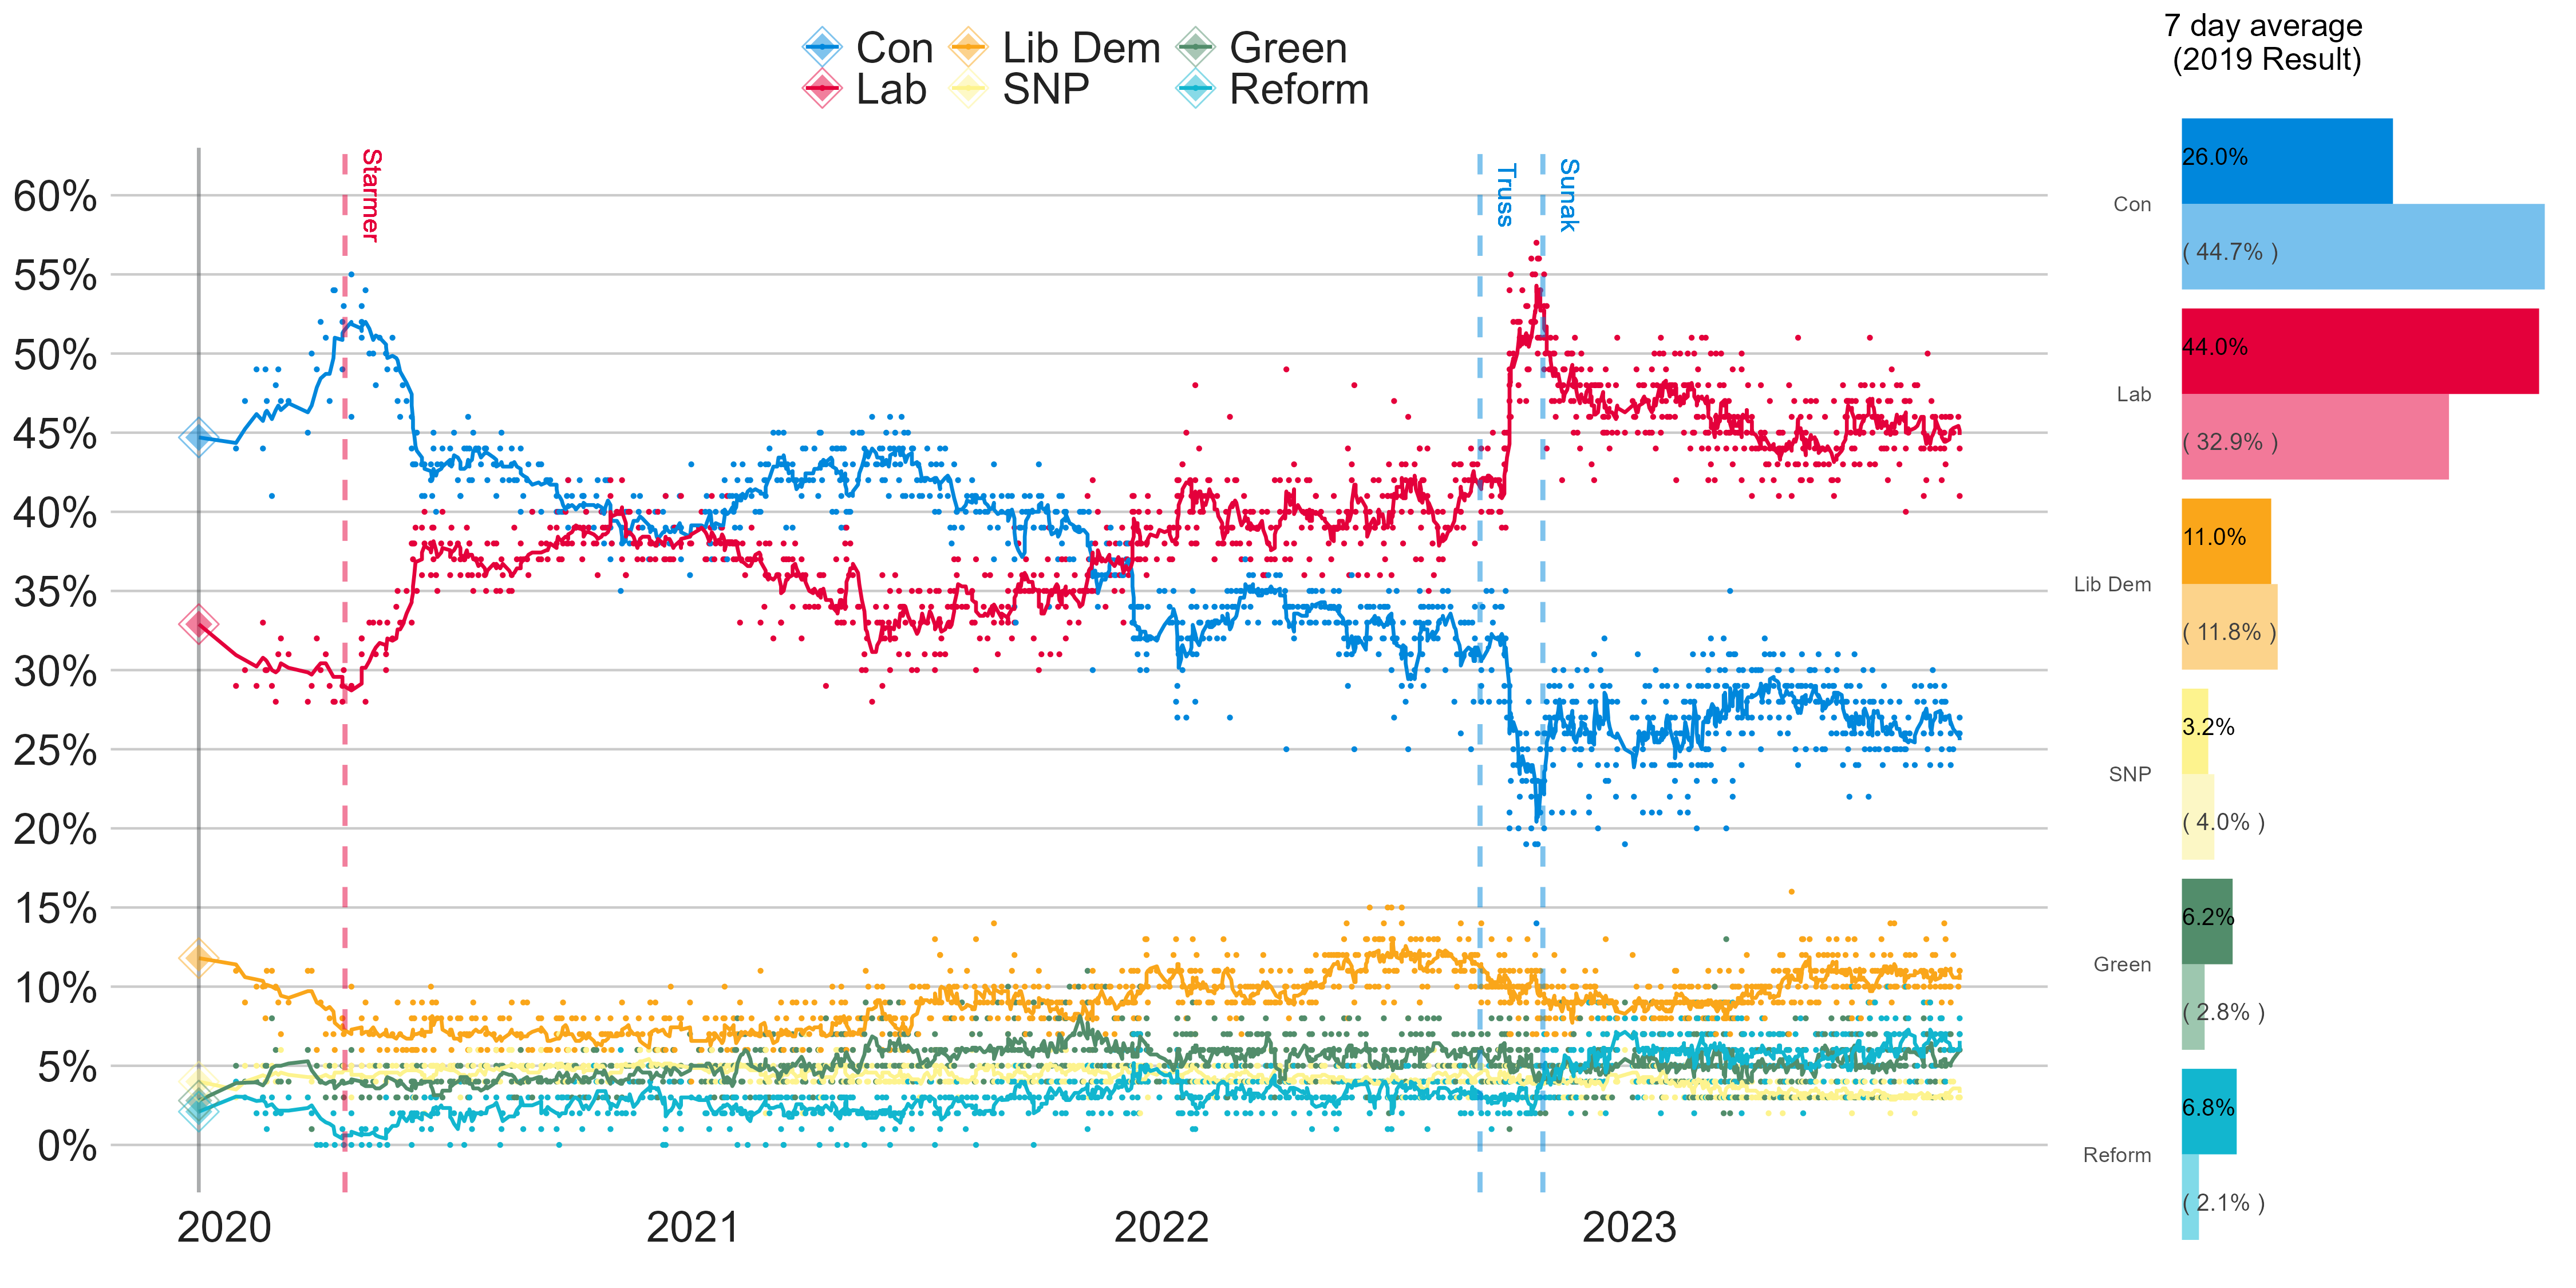 Con Lib Dem Green
Lab SNP Reform
7 day average
(2019 Result)
Starmer
Truss
Sunak
60%
55%
50%
45%
40%
35%
30%
25%
20%
15%
10%
5%
0%
2020 2021 2022 2023
Con
26.0%
( 44.7% )
Lab
44.0%
( 32.9% )
Lib Dem
11.0%
( 11.8% )
SNP
3.2%
( 4.0% )
Green
6.2%
( 2.8% )
Reform
6.8%
( 2.1% )